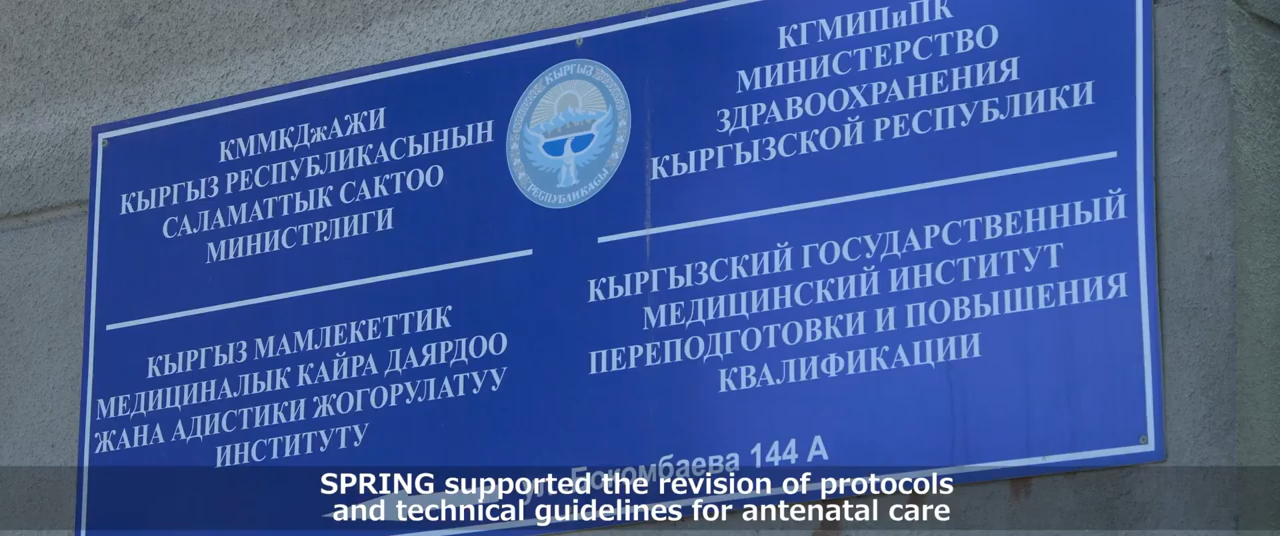 КММКДжАЖИ
КЫРГЫЗ РЕСПУБЛИКАСЫНЫН
САЛАМАТТЫК САКТОО
МИНИСТРЛИГИ
КЫРГЫЗ МАМЛЕКЕТТИК
МЕДИЦИНАЛЫК КАЙРА ДАЯРДОО
ЖАНА АДИСТИКИ ЖОГОРУЛАТУУ
ИНСТИТУТУ
КЫРГЫЗ
РЕСПУБЛИКАСЫ
КГМИПиПК
МИНИСТЕРСТВО
ЗДРАВООХРАНЕНИЯ
КЫРГЫЗСКОЙ РЕСПУБЛИКИ
КЫРГЫЗСКИЙ ГОСУДАРСТВЕННЫЙ
МЕДИЦИНСКИЙ ИНСТИТУТ
ПЕРЕПОДГОТОВКИ И ПОВЫШЕНИЯ
КВАЛИФИКАЦИИ
144 А
SPRING supported the revision of protocols
and technical guidelines for antenatal care